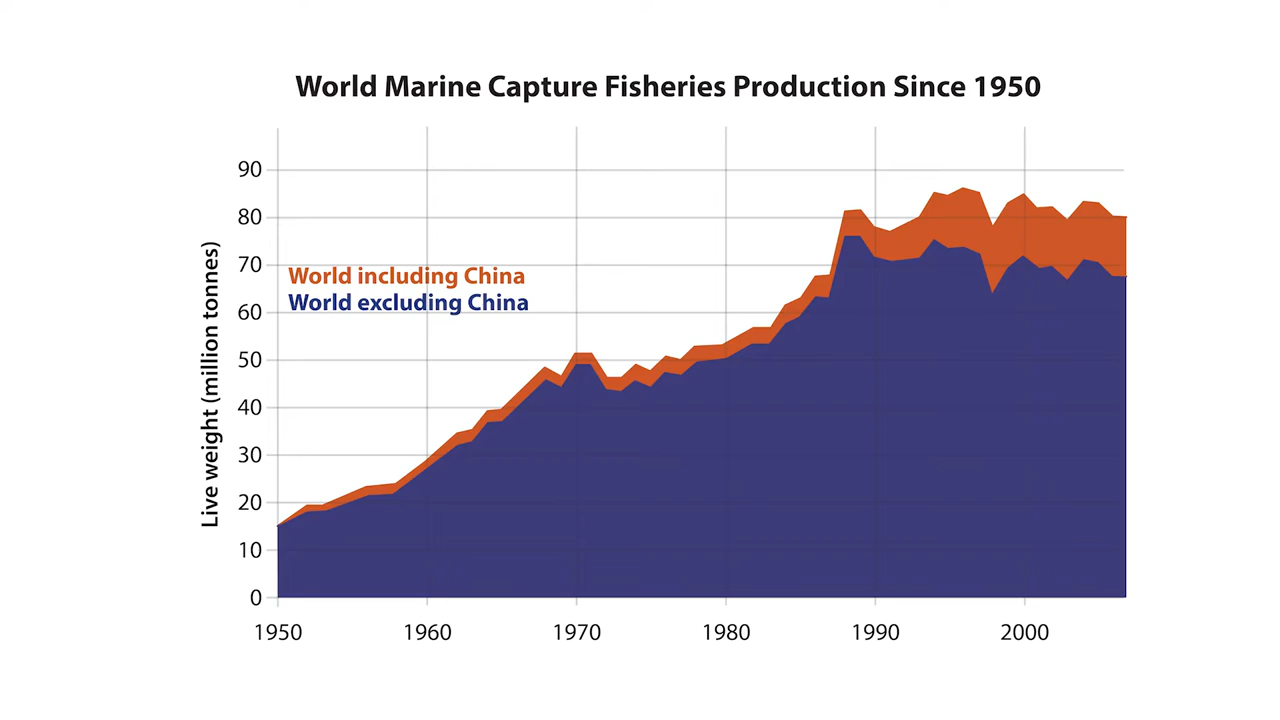 World Marine Capture Fisheries Production Since 1950
Live weight (million tonnes)
90
80
70
60
50
40
30
20
10
0
World including China
World excluding China
1950 1960 1970 1980 1990 2000